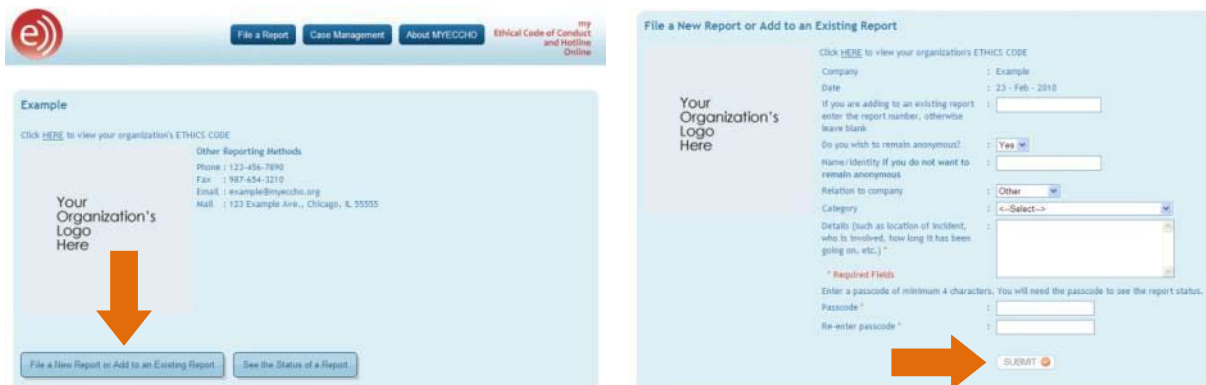 e))
File a Report
Case Management
About MYECCHO
my
Ethical Code of Conduct
and Hotline
Online
Example
Click HERE to view your organization's ETHICS CODE
Your
Organization's
Logo
Here
Other Reporting Methods
Phone : 123-456-7890
Fax : 987-654-3210
Email : example@myeccho.org
Mail : 123 Example Ave., Chicago, IL 55555
File a New Report or Add to an Existing Report
See the Status of a Report
File a New Report or Add to an Existing Report
Click HERE to view your organization's ETHICS CODE
Your
Organization's
Logo
Here
Company : Example
Date : 23 - Feb - 2010
If you are adding to an existing report :
enter the report number, otherwise
leave blank
Do you wish to remain anonymous? : Yes
Name/Identity if you do not want to :
remain anonymous
Relation to company : Other
Category : <--Select-->
Details (such as location of incident, :
who is involved, how long it has been
going on, etc.) *
* Required Fields
Enter a passcode of minimum 4 characters. You will need the passcode to see the report status.
Passcode * :
Re-enter passcode * :
SUBMIT